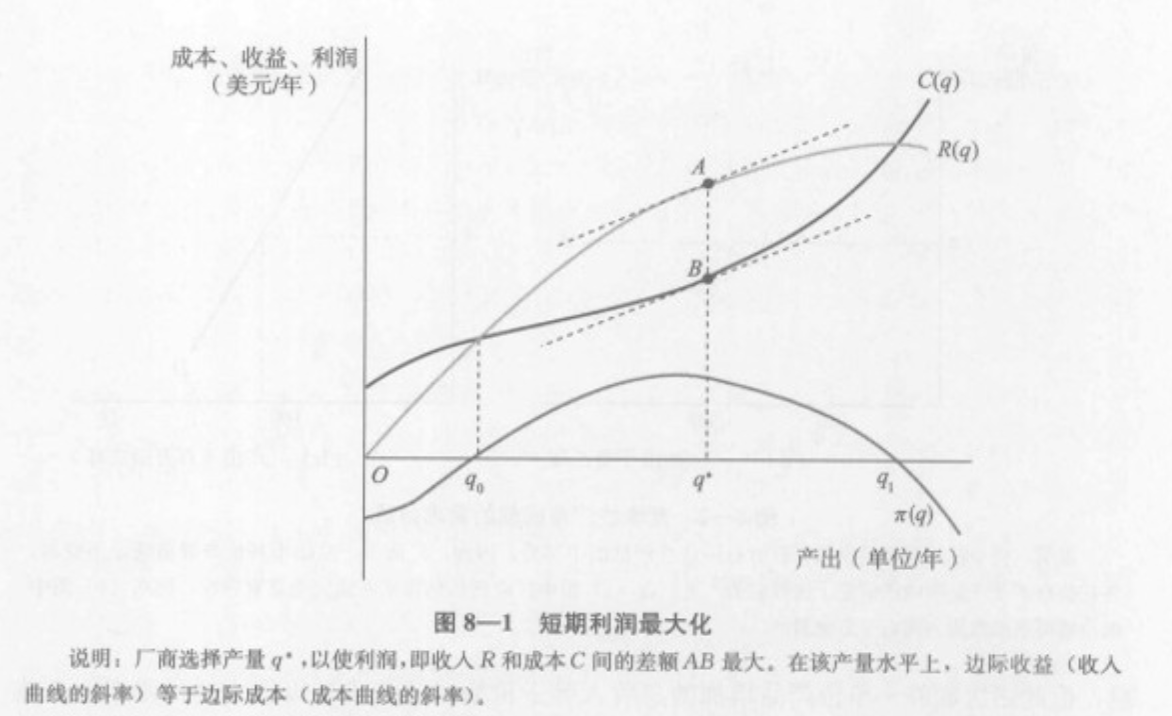 成本、收益、利润
（美元/年）
C(q)
R(q)
A
B
O
q₀
q*
q₁
π(q)
产出（单位/年）
图 8—1 短期利润最大化
说明：厂商选择产量 q*，以使利润，即收入 R 和成本 C 间的差额 AB 最大。在该产量水平上，边际收益（收入
曲线的斜率）等于边际成本（成本曲线的斜率）。